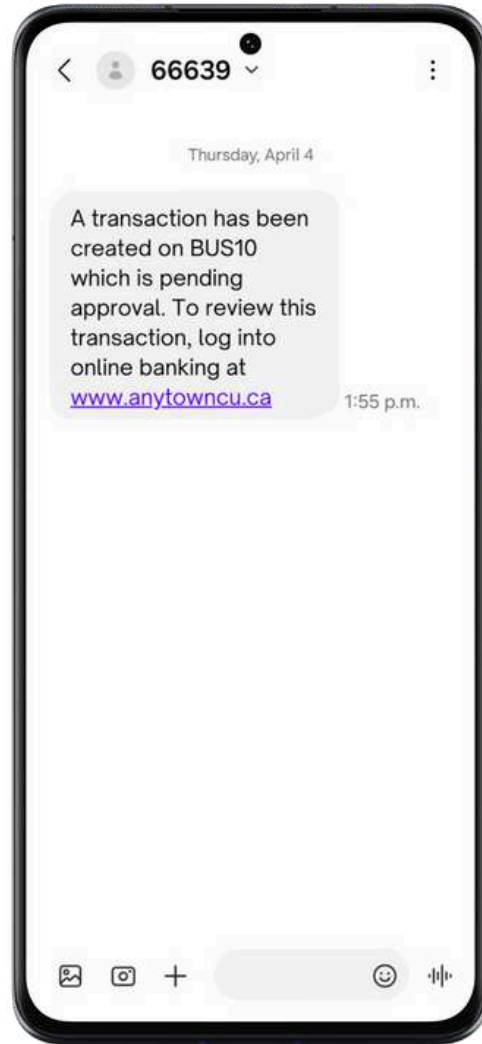 66639
Thursday, April 4
A transaction has been
created on BUS10
which is pending
approval. To review this
transaction, log into
online banking at
www.anytowncu.ca
1:55 p.m.